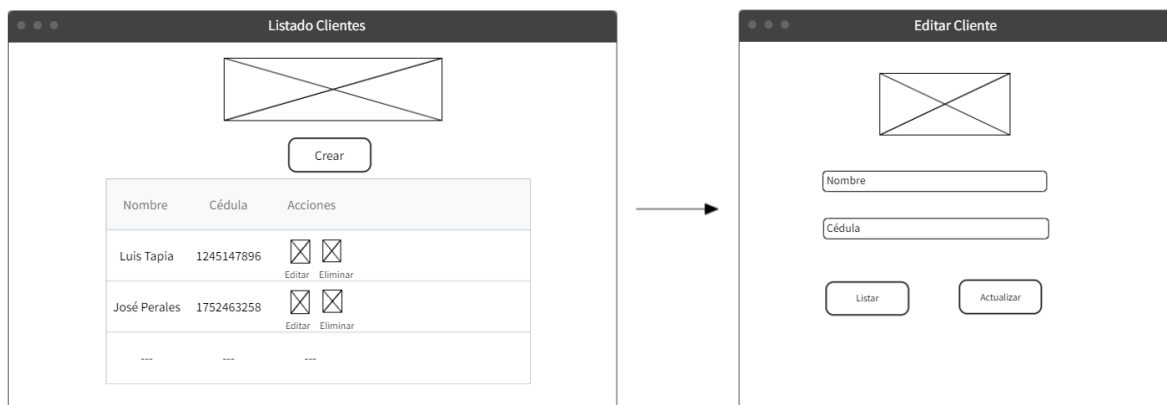 Listado Clientes
Crear
Nombre Cédula Acciones
Luis Tapia 1245147896
Editar Eliminar
José Perales 1752463258
Editar Eliminar
--- --- ---
Editar Cliente
Nombre
Cédula
Listar Actualizar